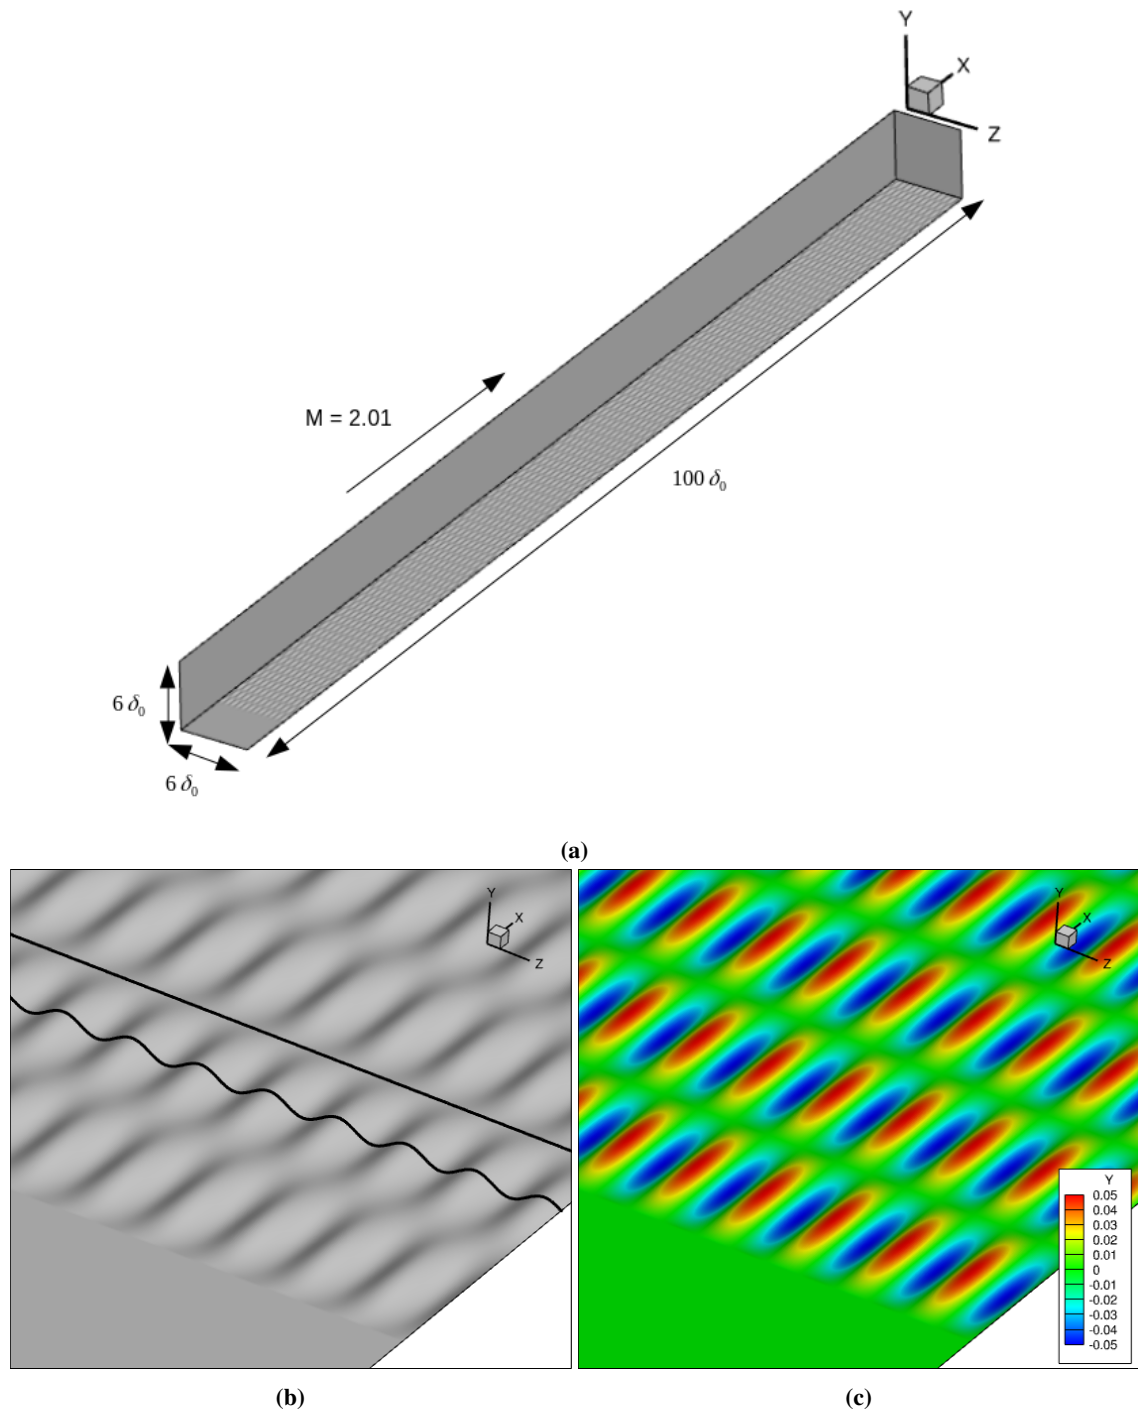 Y
X
Z
M = 2.01
100 δ₀
6 δ₀
6 δ₀
(a)
Y
X
Z
Y
X
Z
Y
0.05
0.04
0.03
0.02
0.01
0
-0.01
-0.02
-0.03
-0.04
-0.05
(b)
(c)